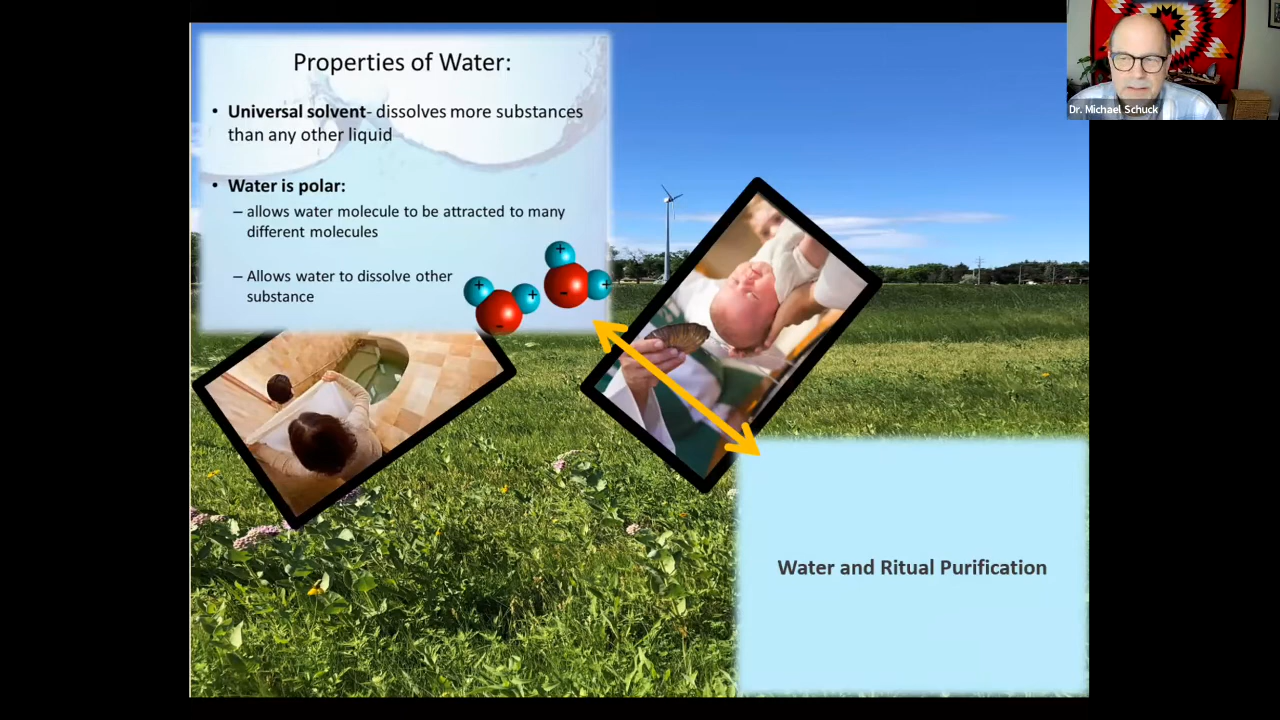 Properties of Water:
• Universal solvent- dissolves more substances
than any other liquid
• Water is polar:
– allows water molecule to be attracted to many
different molecules
– Allows water to dissolve other
substance
+
+
-
+
+
-
Water and Ritual Purification
Dr. Michael Schuck